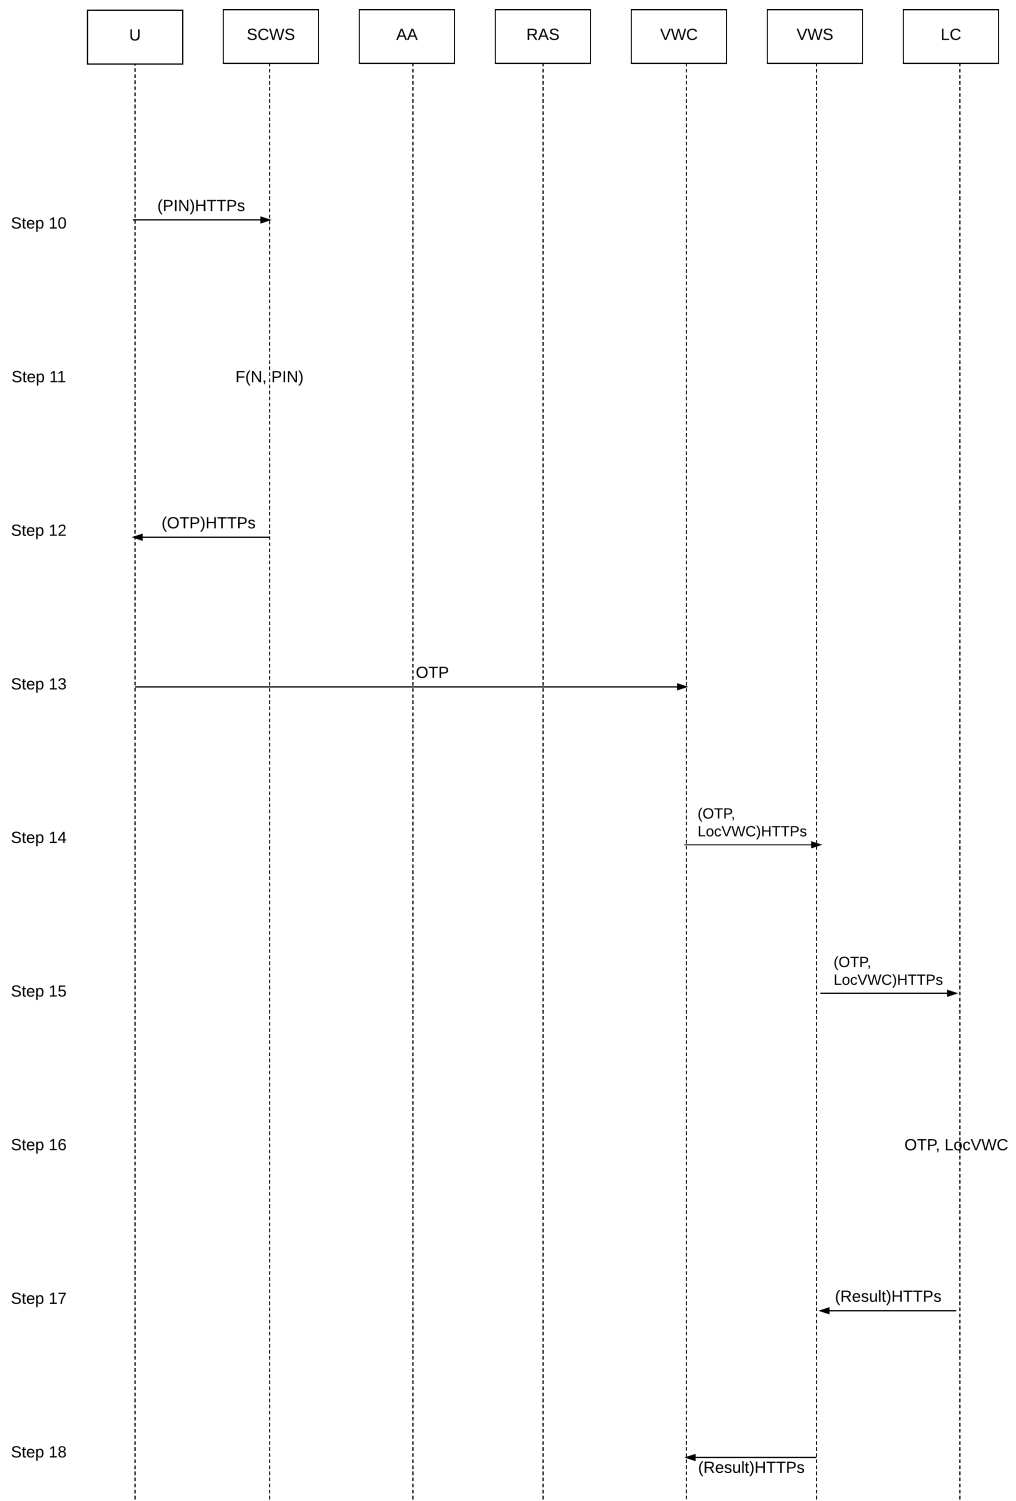 U
SCWS
AA
RAS
VWC
VWS
LC
(PIN)HTTPs
Step 10
Step 11
F(N, PIN)
(OTP)HTTPs
Step 12
OTP
Step 13
(OTP,
LocVWC)HTTPs
Step 14
(OTP,
LocVWC)HTTPs
Step 15
Step 16
OTP, LocVWC
(Result)HTTPs
Step 17
Step 18
(Result)HTTPs